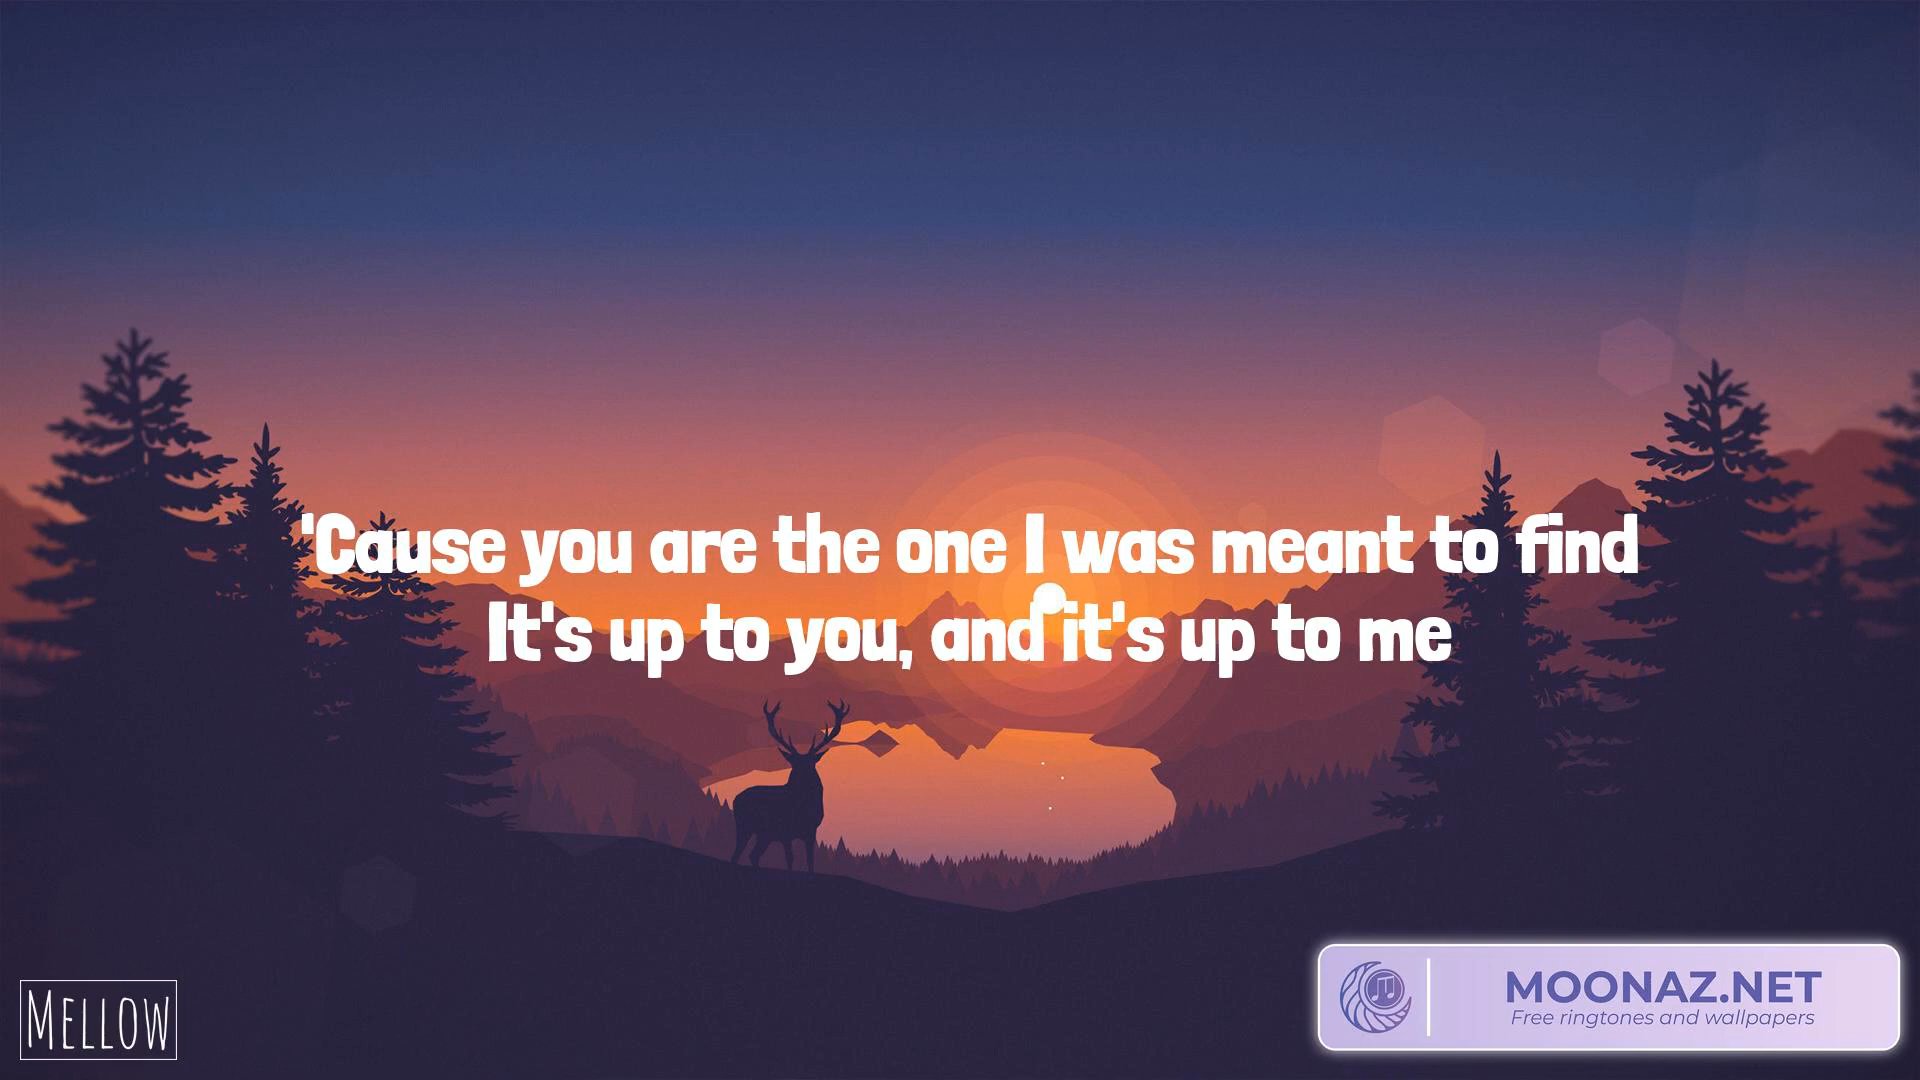 'Cause you are the one I was meant to find
It's up to you, and it's up to me
MELLOW
MOONAZ.NET
Free ringtones and wallpapers